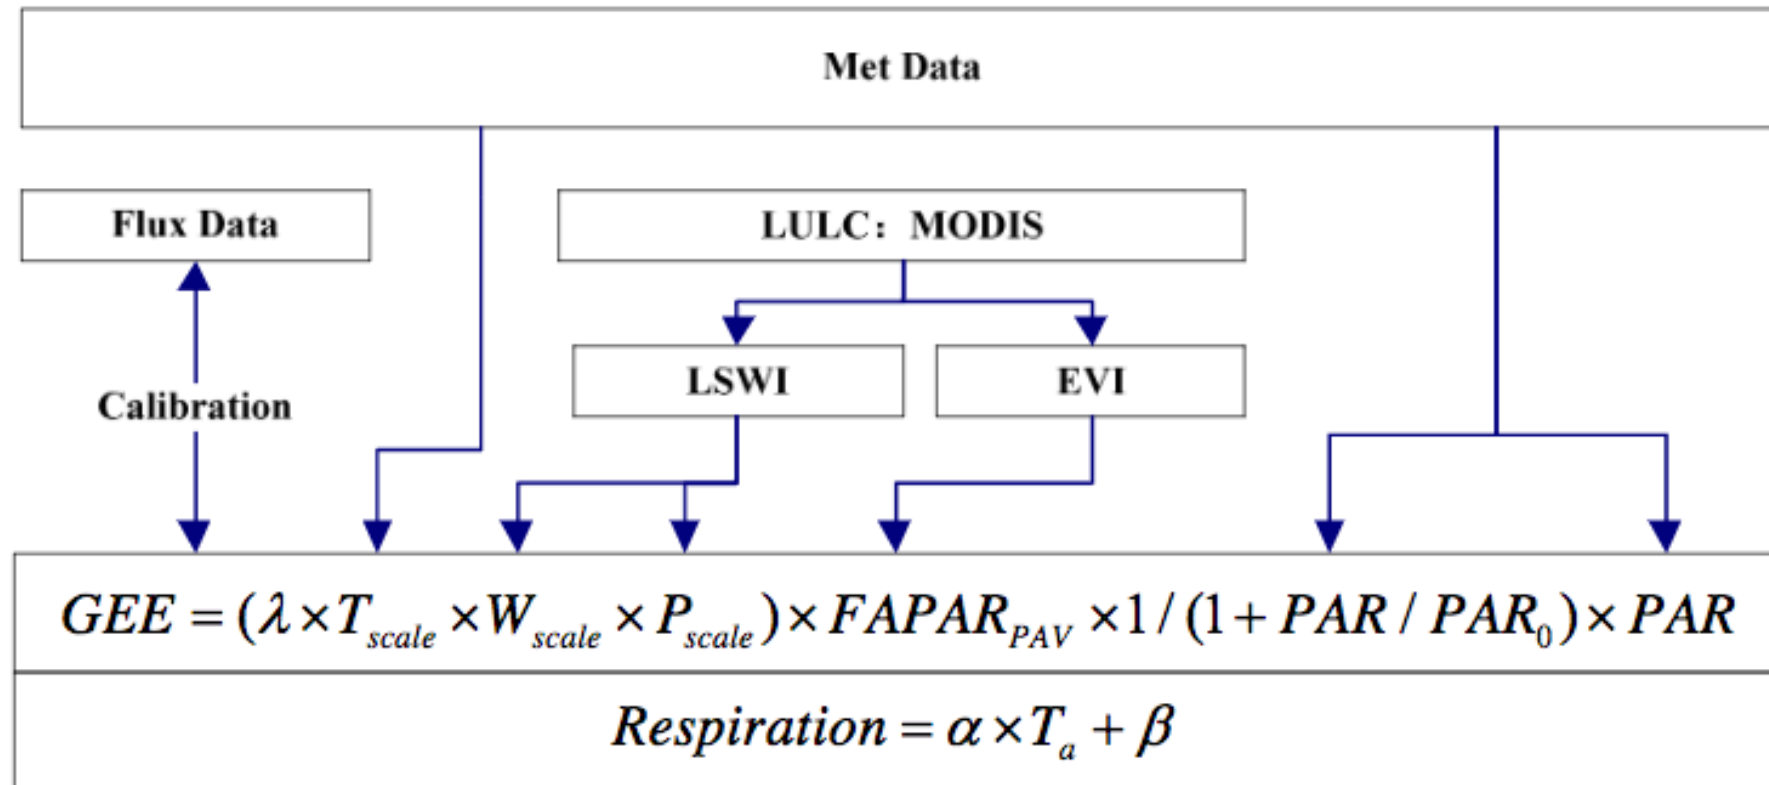 Met Data
Flux Data
LULC：MODIS
LSWI
EVI
Calibration
GEE = (λ × T_scale × W_scale × P_scale) × FAPAR_PAV × 1 / (1 + PAR / PAR_0) × PAR
Respiration = α × T_a + β